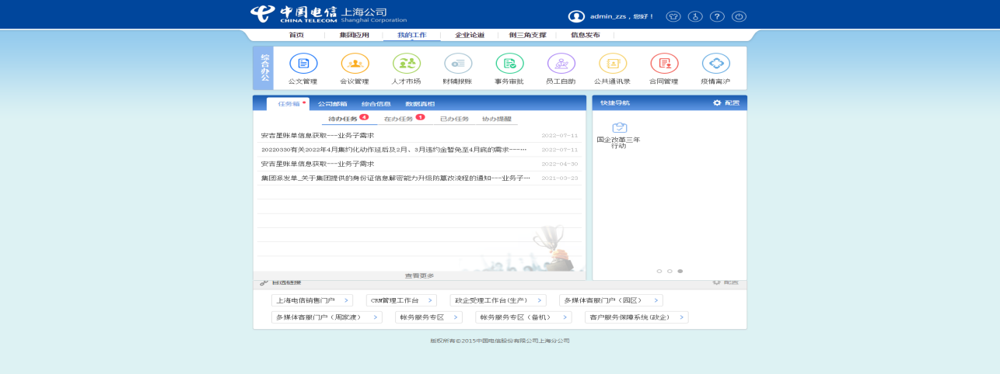 中国电信 上海公司
CHINA TELECOM Shanghai Corporation
admin_zzs，您好！
首页 集团应用 我的工作 企业论道 倒三角支撑 信息发布
综合办公
公文管理 会议管理 人才市场 财辅报账 事务审批 员工自助 公共通讯录 合同管理 疫情离沪
任务箱 公司邮箱 综合信息 数据真相
待办任务 4 在办任务 1 已办任务 协办提醒
安吉星账单信息获取---业务子需求 2022-07-11
20220330有关2022年4月集约化动作延后及2月、3月违约金暂免至4月底的需求---··· 2022-07-11
安吉星账单信息获取---业务子需求 2022-04-30
集团派发单_关于集团提供的身份证信息解密能力升级防篡改流程的通知---业务子··· 2021-03-23
查看更多
快捷导航 配置
国企改革三年
行动
自选链接 配置
上海电信销售门户 > CRM管理工作台 > 政企受理工作台(生产) > 多媒体客服门户（园区） >
多媒体客服门户（周家渡） > 帐务服务专区 > 帐务服务专区（备机） > 客户服务保障系统(政企) >
版权所有©2015中国电信股份有限公司上海分公司